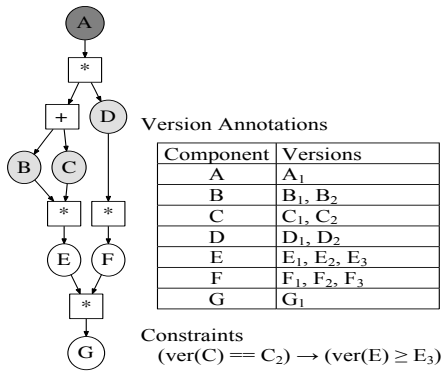 A
*
+
D
B
C
*
*
E
F
*
G
Version Annotations
Component Versions
A A₁
B B₁, B₂
C C₁, C₂
D D₁, D₂
E E₁, E₂, E₃
F F₁, F₂, F₃
G G₁
Constraints
(ver(C) == C₂) → (ver(E) ≥ E₃)